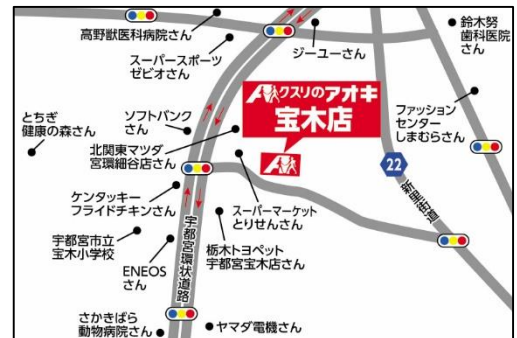 高野獣医科病院さん
スーパースポーツ
ゼビオさん
ジーユーさん
鈴木努
歯科医院
さん
クスリのアオキ
宝木店
とちぎ
健康の森さん
ソフトバンク
さん
北関東マツダ
宮環細谷店さん
ファッション
センター
しまむらさん
22
新里街道
ケンタッキー
フライドチキンさん
スーパーマーケット
とりせんさん
宇都宮市立
宝木小学校
ENEOS
さん
宇都宮環状道路
栃木トヨペット
宇都宮宝木店さん
さかきばら
動物病院さん
ヤマダ電機さん